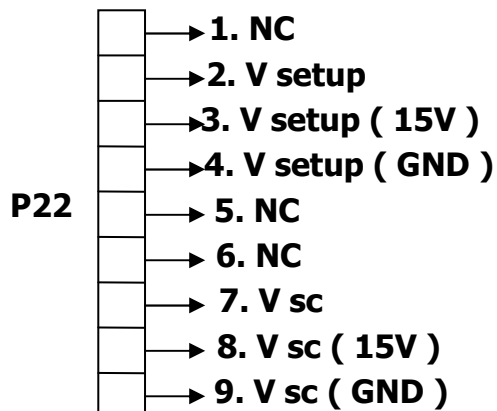 1. NC
2. V setup
3. V setup ( 15V )
4. V setup ( GND )
P22
5. NC
6. NC
7. V sc
8. V sc ( 15V )
9. V sc ( GND )